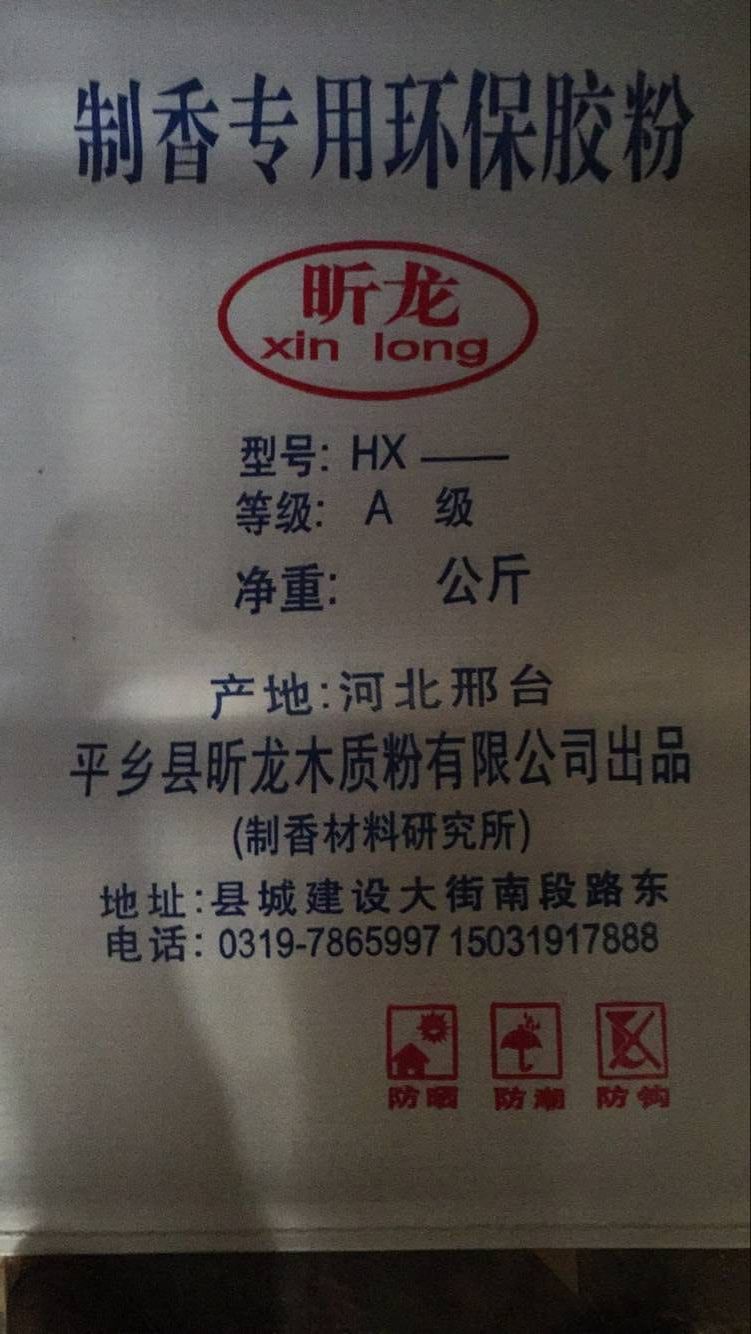 制香专用环保胶粉
昕龙
xin long
型号: HX ——
等级: A 级
净重: 公斤
产地:河北邢台
平乡县昕龙木质粉有限公司出品
(制香材料研究所)
地址:县城建设大街南段路东
电话: 0319-7865997 15031917888
防晒 防潮 防钩